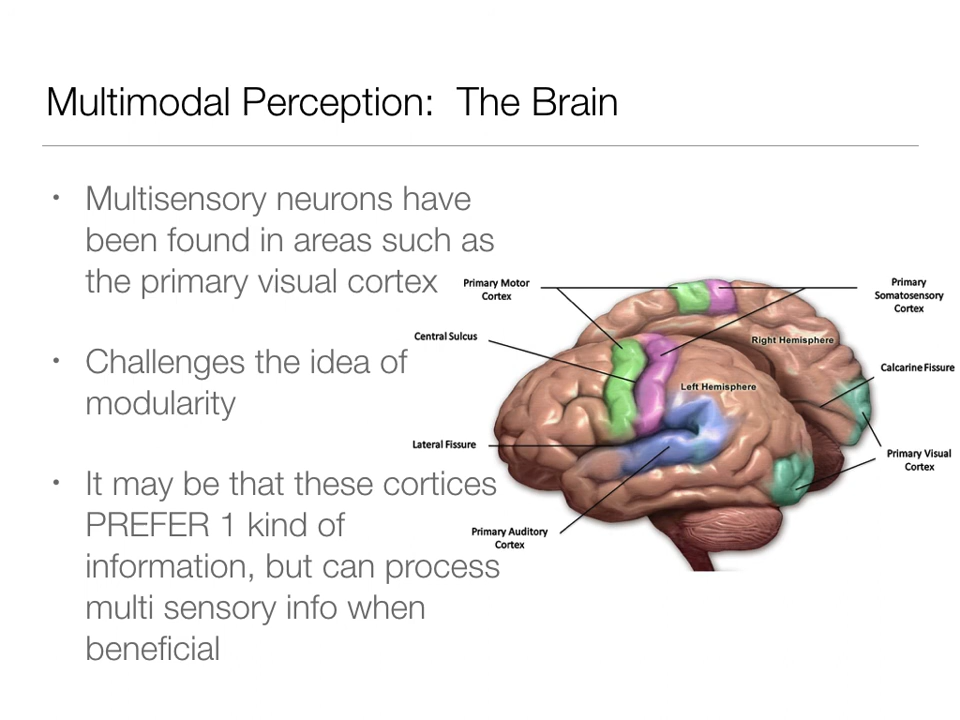 Multimodal Perception:  The Brain
• Multisensory neurons have
been found in areas such as
the primary visual cortex
• Challenges the idea of
modularity
• It may be that these cortices
PREFER 1 kind of
information, but can process
multi sensory info when
beneficial
Primary Motor
Cortex
Central Sulcus
Lateral Fissure
Primary Auditory
Cortex
Right Hemisphere
Left Hemisphere
Primary
Somatosensory
Cortex
Calcarine Fissure
Primary Visual
Cortex